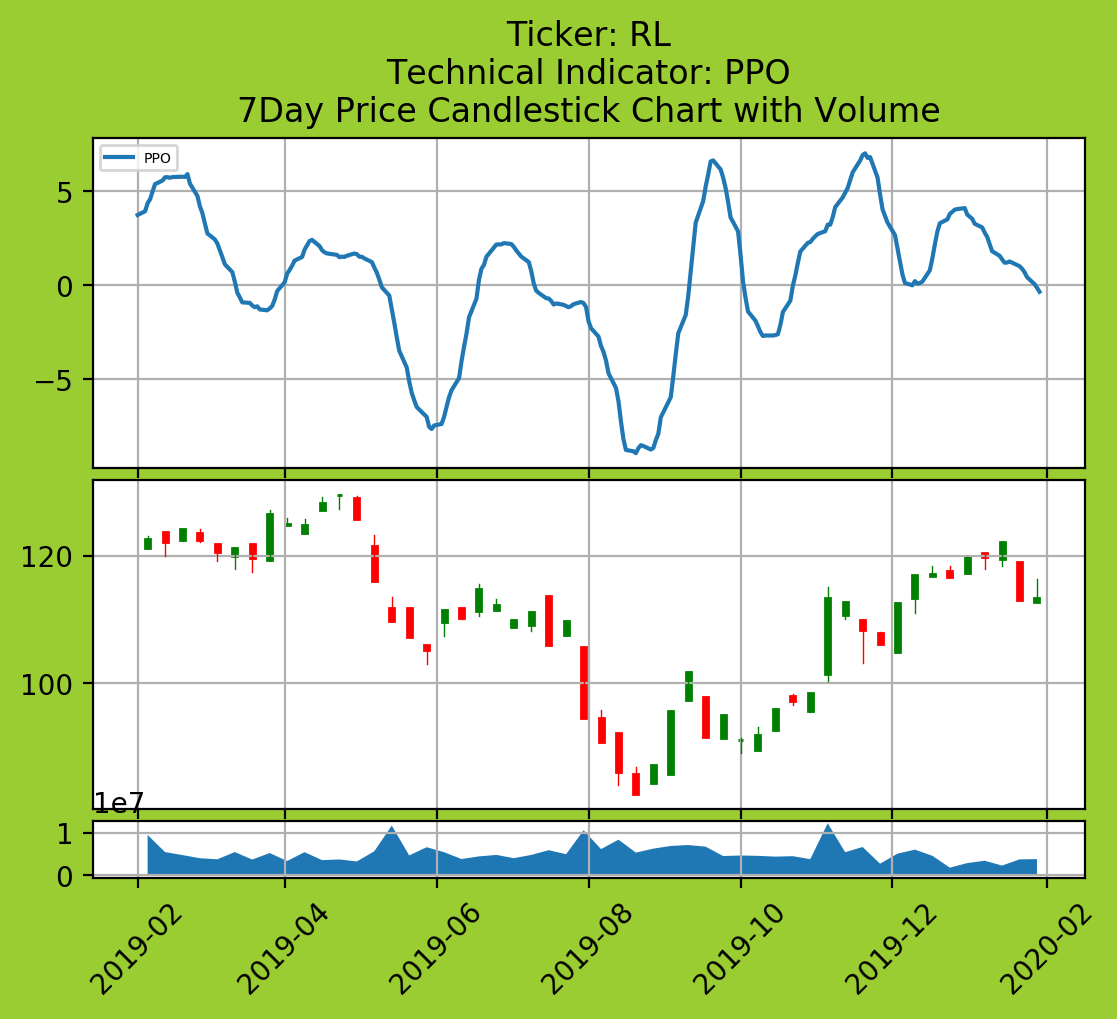 Ticker: RL
Technical Indicator: PPO
7Day Price Candlestick Chart with Volume
PPO
5
0
−5
120
100
1e7
1
0
2019-02
2019-04
2019-06
2019-08
2019-10
2019-12
2020-02